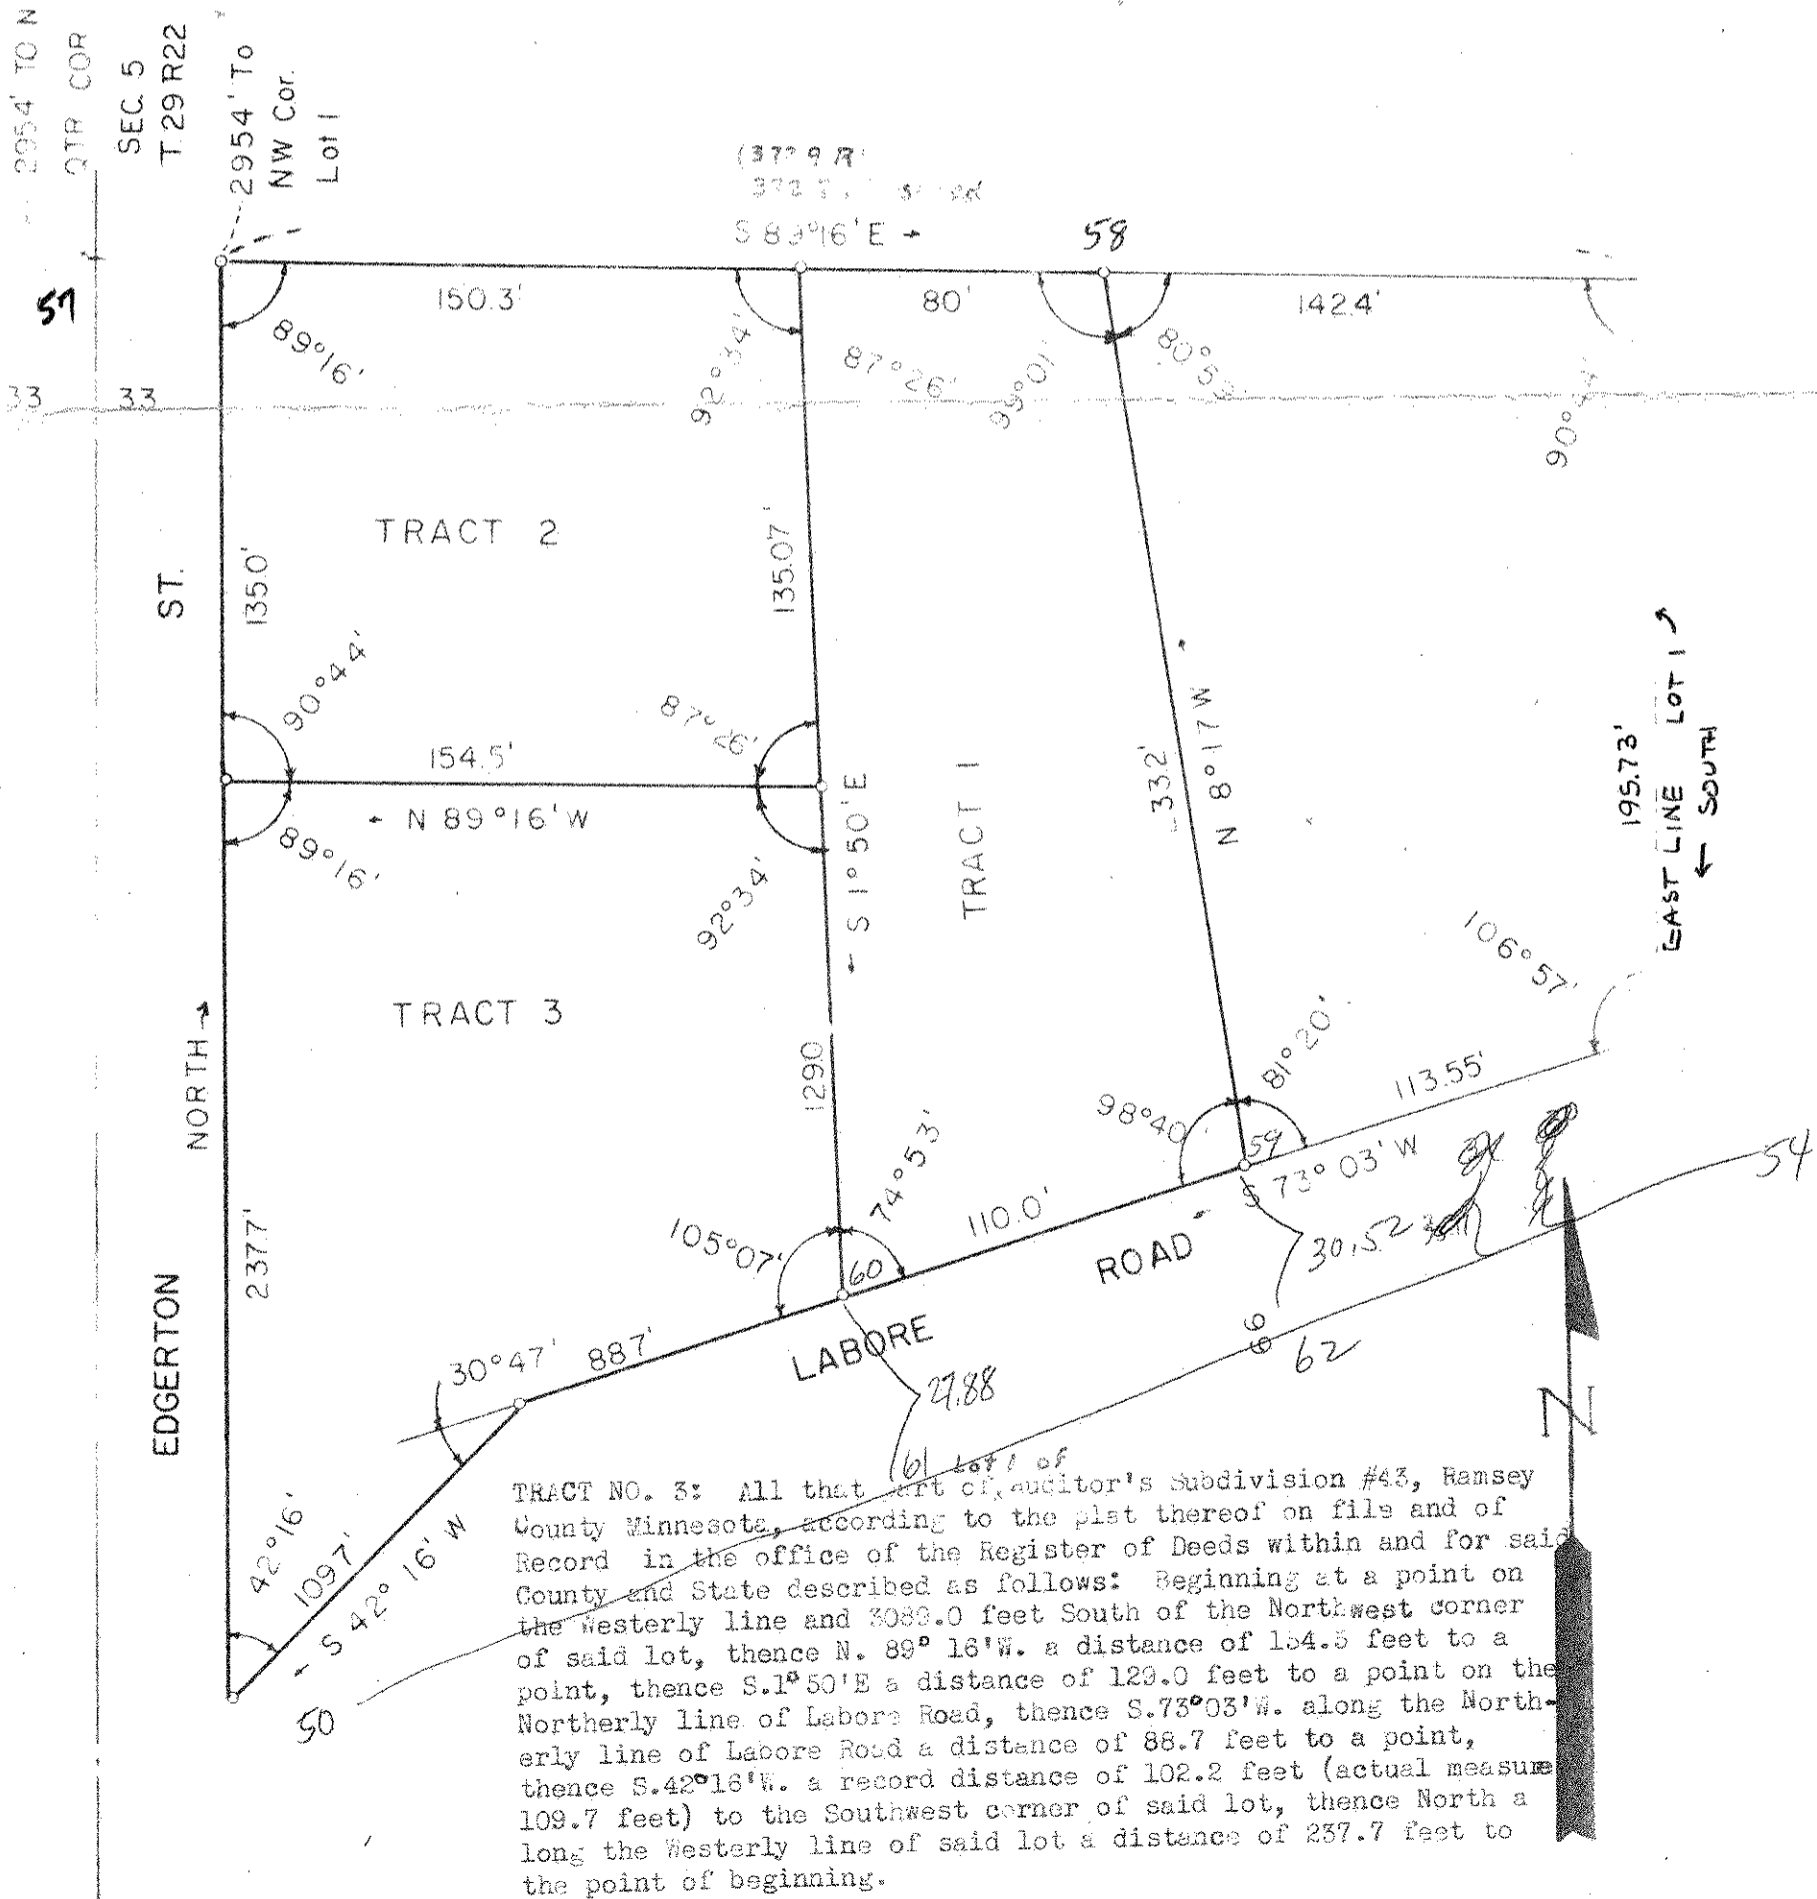 2954' TO N
QTR COR
SEC. 5
T.29 R22
2954' To
NW Cor.
Lot 1
S 89°16' E
58
57
150.3'
80'
142.4'
89°16'
92°34'
87°26'
99°01'
80°59'
33
33
TRACT 2
ST.
135.0'
135.07'
90°44'
87°26'
154.5'
N 89°16' W
89°16'
92°34'
S 1°50' E
TRACT 1
332'
N 8°17 W
195.73'
EAST LINE LOT 1
SOUTH
106°57'
TRACT 3
NORTH
129.0
81°20'
113.55'
98°40
59
S 73°03' W
54
74°53'
105°07'
110.0'
60
ROAD
30.52
237.7'
EDGERTON
LABORE
30°47'
88.7'
27.88
66
62
N
61
Lot 1 of
TRACT NO. 3: All that part of, Auditor's Subdivision #43, Ramsey
County Minnesota, according to the plat thereof on file and of
Record in the office of the Register of Deeds within and for said
County and State described as follows: Beginning at a point on
the Westerly line and 3089.0 feet South of the Northwest corner
of said lot, thence N. 89° 16'W. a distance of 154.5 feet to a
point, thence S.1°50'E a distance of 129.0 feet to a point on the
Northerly line of Labore Road, thence S.73°03'W. along the North-
erly line of Labore Road a distance of 88.7 feet to a point,
thence S.42°16'W. a record distance of 102.2 feet (actual measure
109.7 feet) to the Southwest corner of said lot, thence North a
long the Westerly line of said lot a distance of 237.7 feet to
the point of beginning.
42°16'
109.7'
S 42° 16' W
50